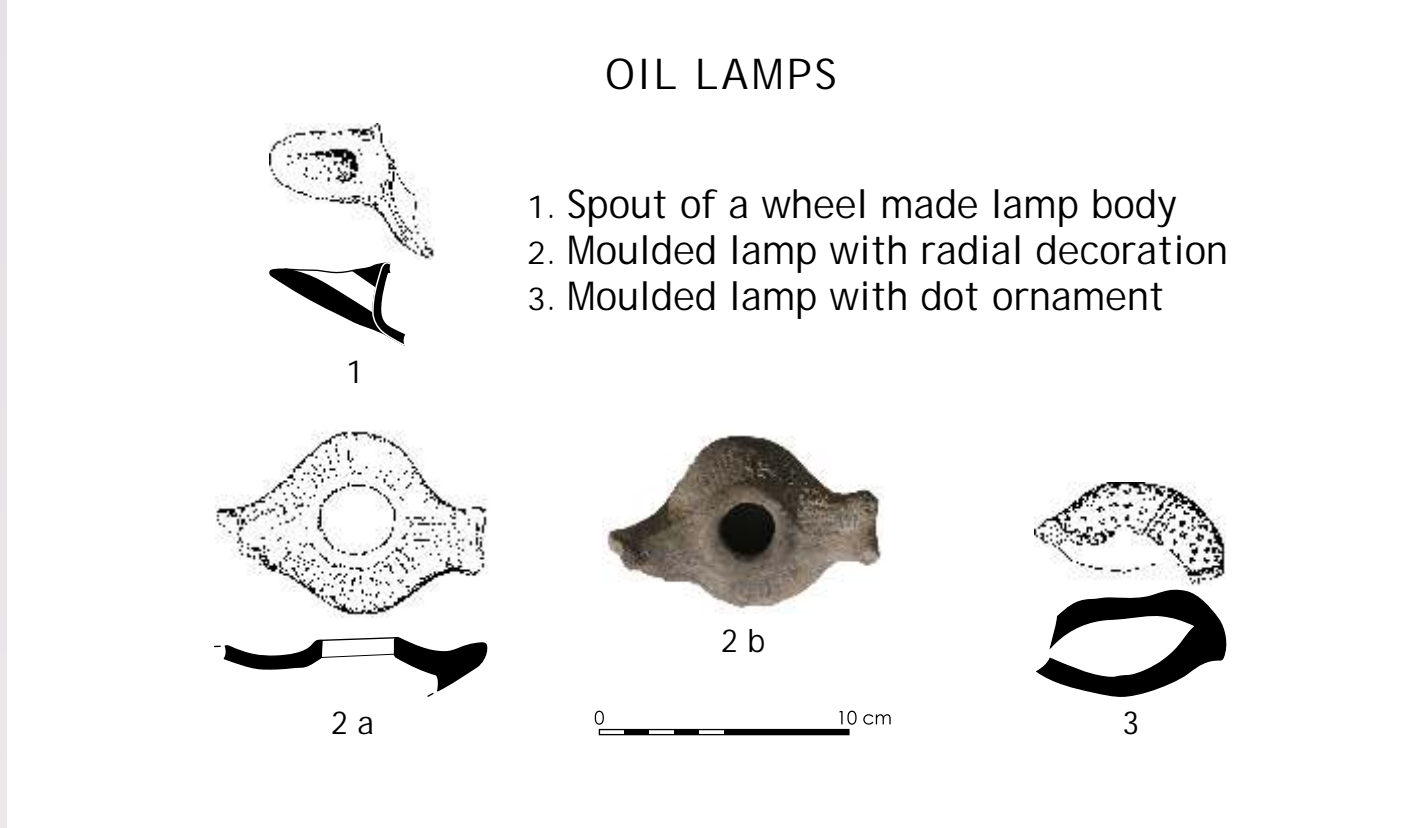 OIL LAMPS
1. Spout of a wheel made lamp body
2. Moulded lamp with radial decoration
3. Moulded lamp with dot ornament
1
2 a
2 b
3
0 10 cm